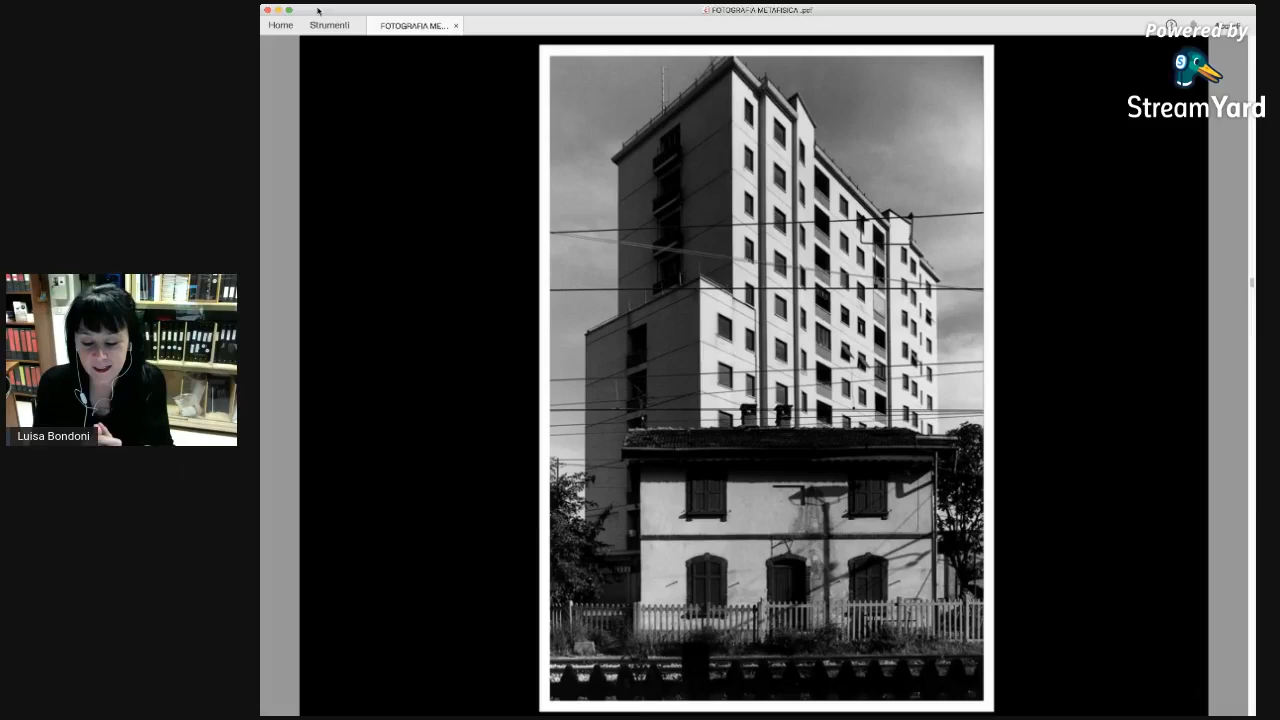 FOTOGRAFIA METAFISICA .pdf
Home
Strumenti
FOTOGRAFIA ME...
Powered by
StreamYard
Luisa Bondoni